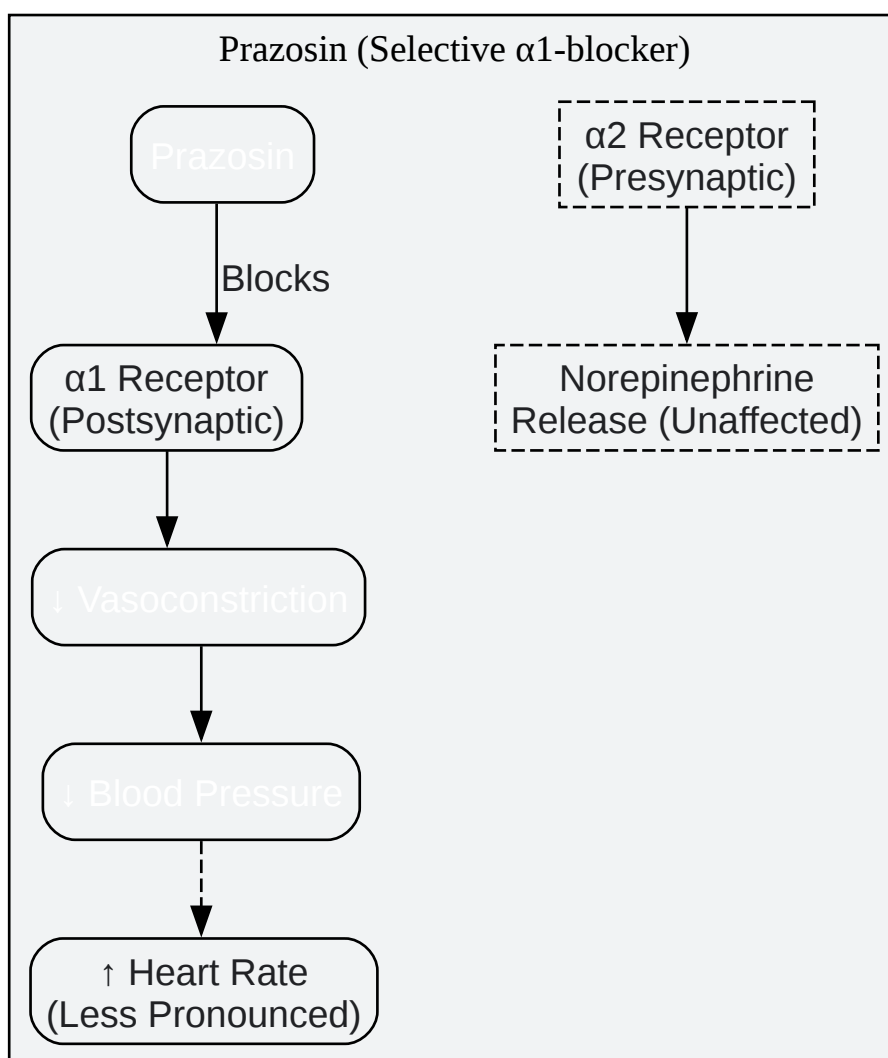 Prazosin (Selective α1-blocker)
Prazosin
Blocks
α1 Receptor
(Postsynaptic)
↓ Vasoconstriction
↓ Blood Pressure
↑ Heart Rate
(Less Pronounced)
α2 Receptor
(Presynaptic)
Norepinephrine
Release (Unaffected)